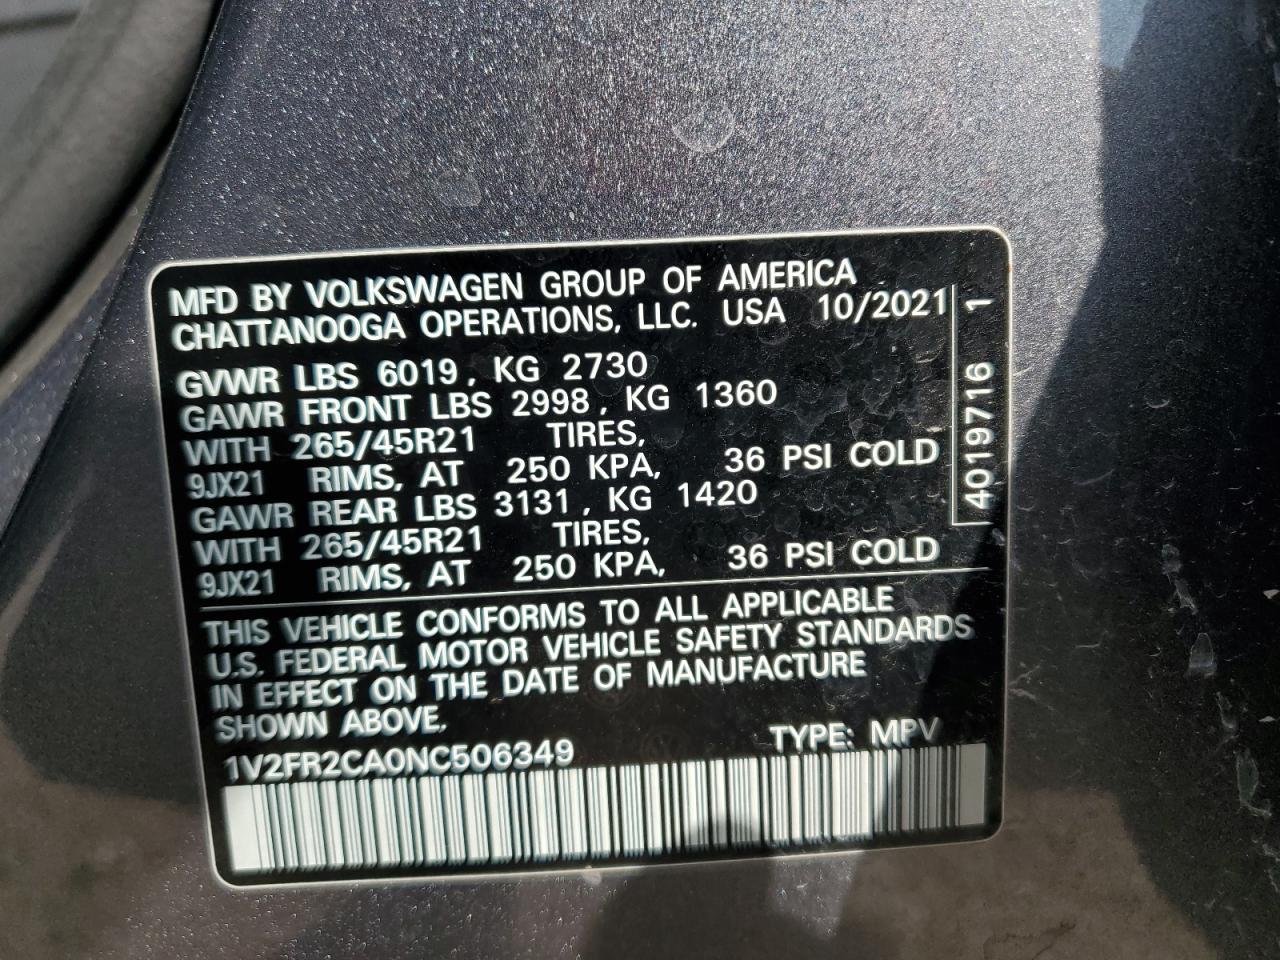 MFD BY VOLKSWAGEN GROUP OF AMERICA
CHATTANOOGA OPERATIONS, LLC. USA 10/2021
GVWR LBS 6019, KG 2730
GAWR FRONT LBS 2998, KG 1360
WITH 265/45R21 TIRES,
9JX21 RIMS, AT 250 KPA, 36 PSI COLD
GAWR REAR LBS 3131, KG 1420
WITH 265/45R21 TIRES,
9JX21 RIMS, AT 250 KPA, 36 PSI COLD
THIS VEHICLE CONFORMS TO ALL APPLICABLE
U.S. FEDERAL MOTOR VEHICLE SAFETY STANDARDS
IN EFFECT ON THE DATE OF MANUFACTURE
SHOWN ABOVE.
1V2FR2CA0NC506349 TYPE: MPV
4019716 1